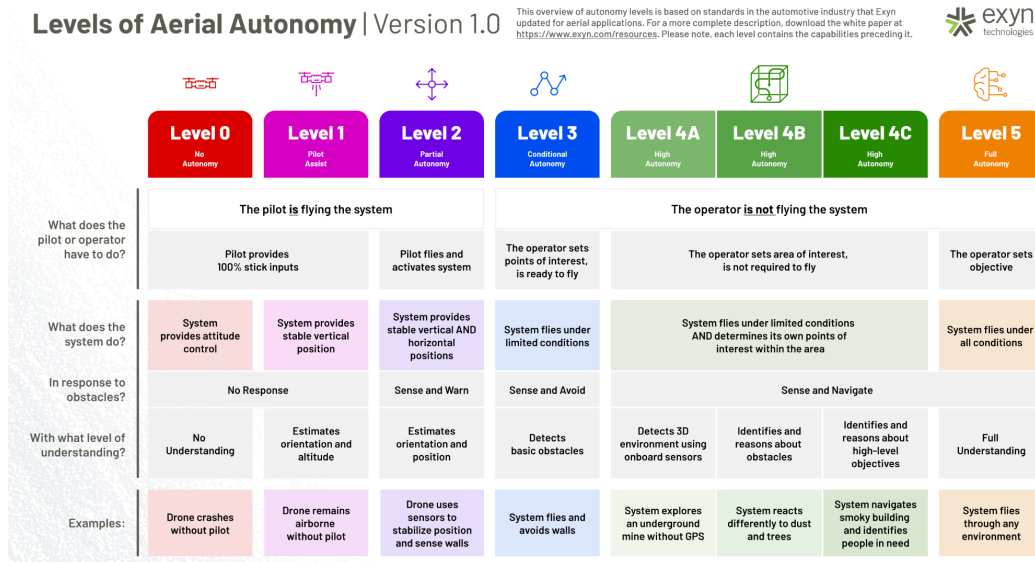 Levels of Aerial Autonomy | Version 1.0
This overview of autonomy levels is based on standards in the automotive industry that Exyn
updated for aerial applications. For a more complete description, download the white paper at
https://www.exyn.com/resources. Please note, each level contains the capabilities preceding it.
exyn
technologies
Level 0
No
Autonomy
Level 1
Pilot
Assist
Level 2
Partial
Autonomy
Level 3
Conditional
Autonomy
Level 4A
High
Autonomy
Level 4B
High
Autonomy
Level 4C
High
Autonomy
Level 5
Full
Autonomy
What does the
pilot or operator
have to do?
The pilot is flying the system
The operator is not flying the system
Pilot provides
100% stick inputs
Pilot flies and
activates system
The operator sets
points of interest,
is ready to fly
The operator sets area of interest,
is not required to fly
The operator sets
objective
What does the
system do?
System
provides attitude
control
System provides
stable vertical
position
System provides
stable vertical AND
horizontal
positions
System flies under
limited conditions
System flies under limited conditions
AND determines its own points of
interest within the area
System flies under
all conditions
In response to
obstacles?
No Response
Sense and Warn
Sense and Avoid
Sense and Navigate
With what level of
understanding?
No
Understanding
Estimates
orientation and
altitude
Estimates
orientation and
position
Detects
basic obstacles
Detects 3D
environment using
onboard sensors
Identifies and
reasons about
obstacles
Identifies and
reasons about
high-level
objectives
Full
Understanding
Examples:
Drone crashes
without pilot
Drone remains
airborne
without pilot
Drone uses
sensors to
stabilize position
and sense walls
System flies and
avoids walls
System explores
an underground
mine without GPS
System reacts
differently to dust
and trees
System navigates
smoky building
and identifies
people in need
System flies
through any
environment